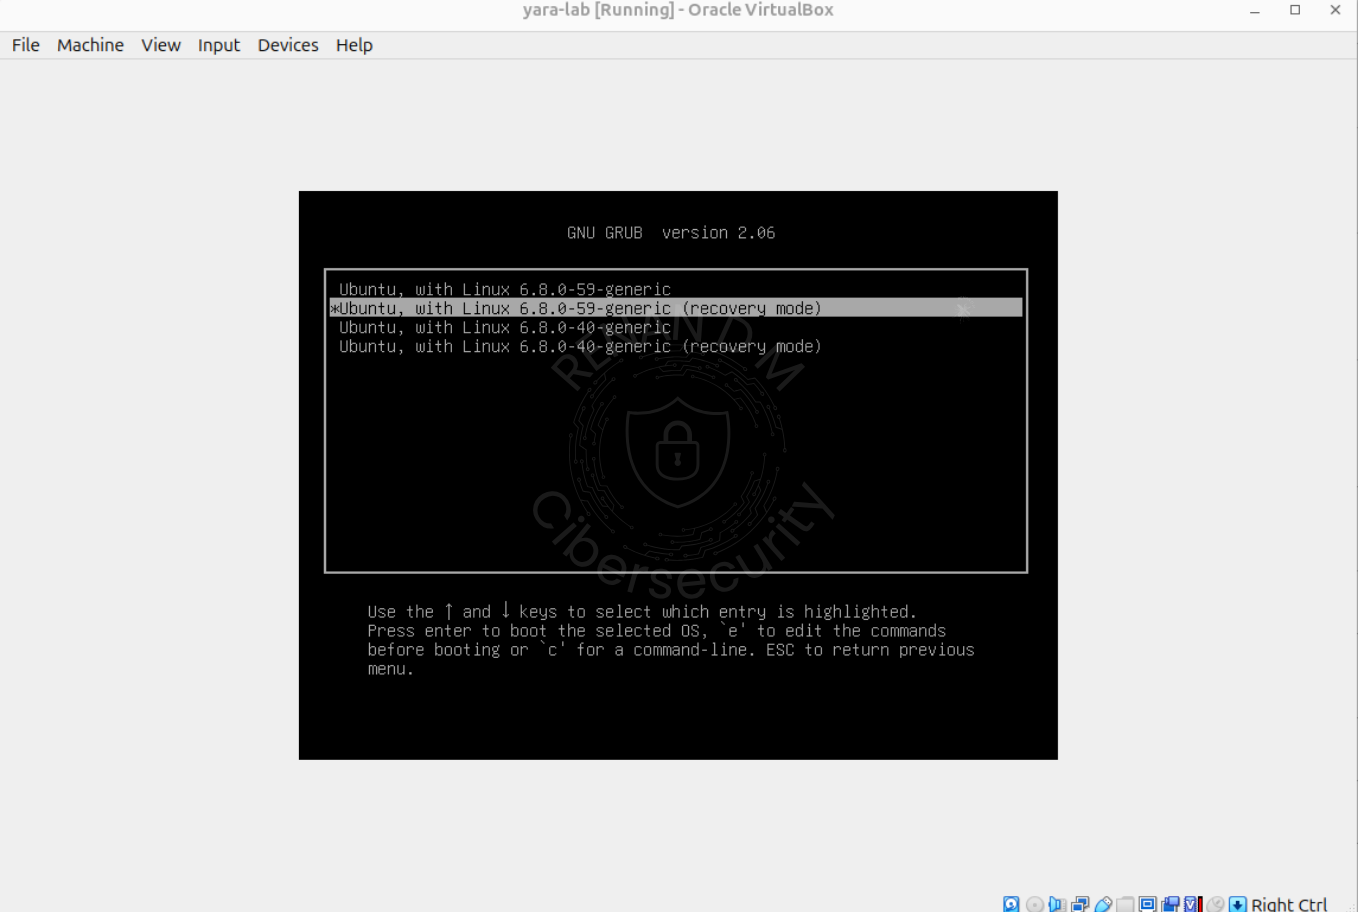 yara-lab [Running] - Oracle VirtualBox
File Machine View Input Devices Help
GNU GRUB version 2.06
Ubuntu, with Linux 6.8.0-59-generic
*Ubuntu, with Linux 6.8.0-59-generic (recovery mode)
Ubuntu, with Linux 6.8.0-40-generic
Ubuntu, with Linux 6.8.0-40-generic (recovery mode)
RENAN D M
Cibersecurity
Use the ↑ and ↓ keys to select which entry is highlighted.
Press enter to boot the selected OS, `e' to edit the commands
before booting or `c' for a command-line. ESC to return previous
menu.
Right Ctrl